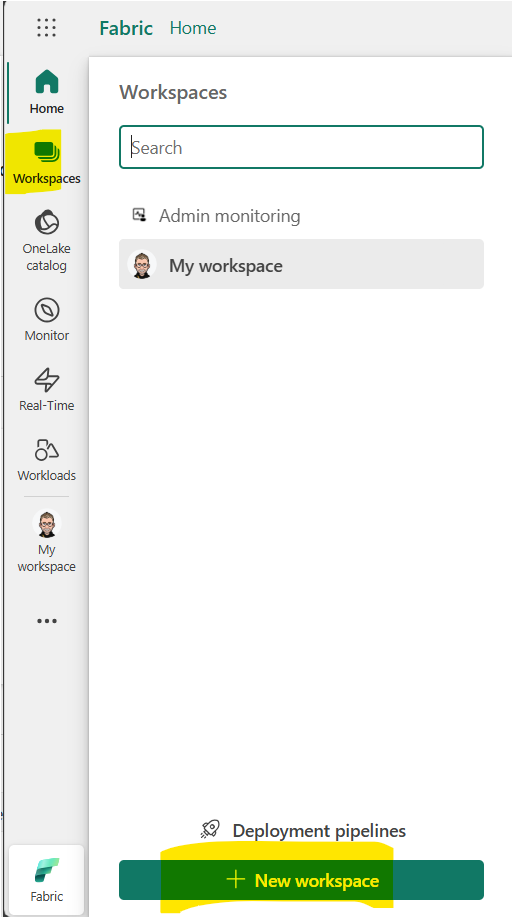 Fabric Home
Home
Workspaces
OneLake
catalog
Monitor
Real-Time
Workloads
My
workspace
Fabric
Workspaces
Search
Admin monitoring
My workspace
Deployment pipelines
New workspace